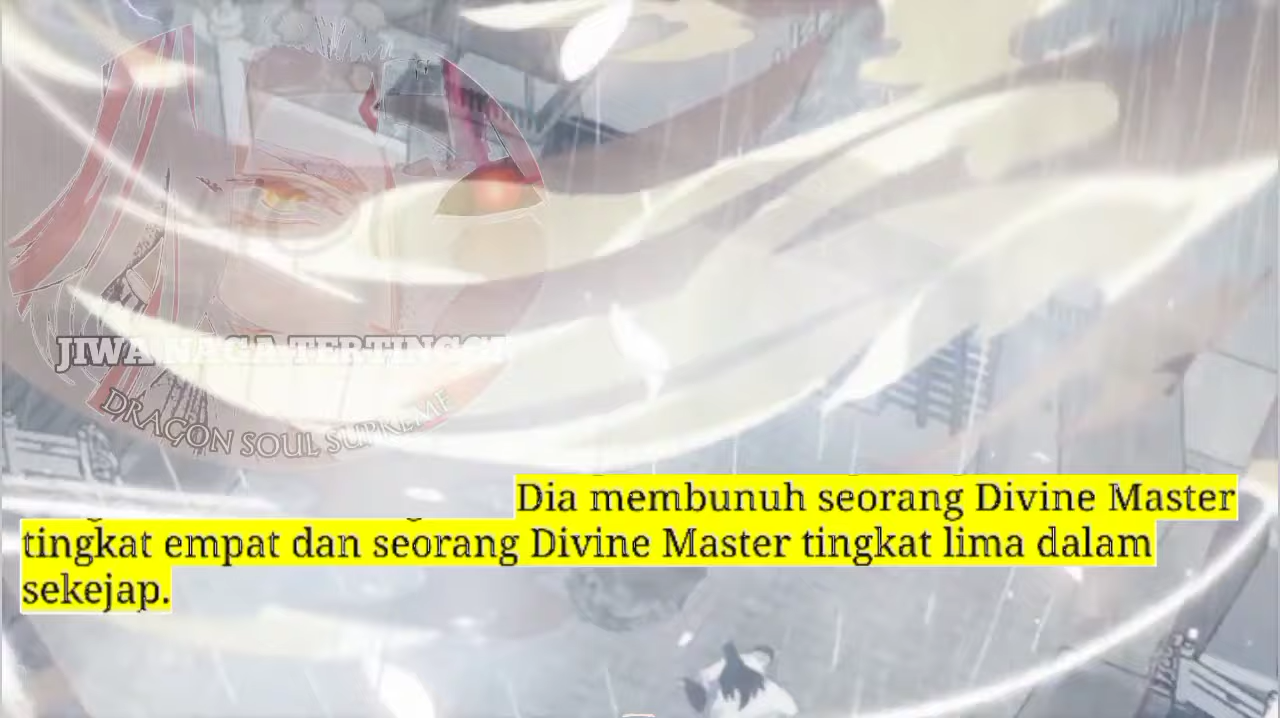 JIWA NAGA TERTINGGI
DRAGON SOUL SUPREME
Dia membunuh seorang Divine Master
tingkat empat dan seorang Divine Master tingkat lima dalam
sekejap.